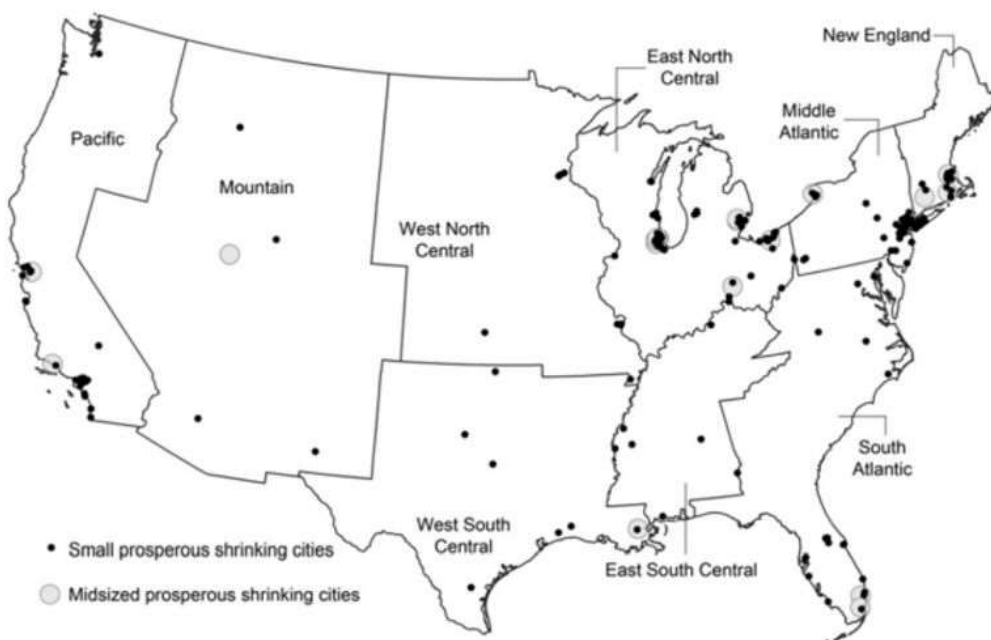 New England
East North
Central
Middle
Atlantic
Pacific
Mountain
West North
Central
South
Atlantic
West South
Central
East South Central
Small prosperous shrinking cities
Midsized prosperous shrinking cities